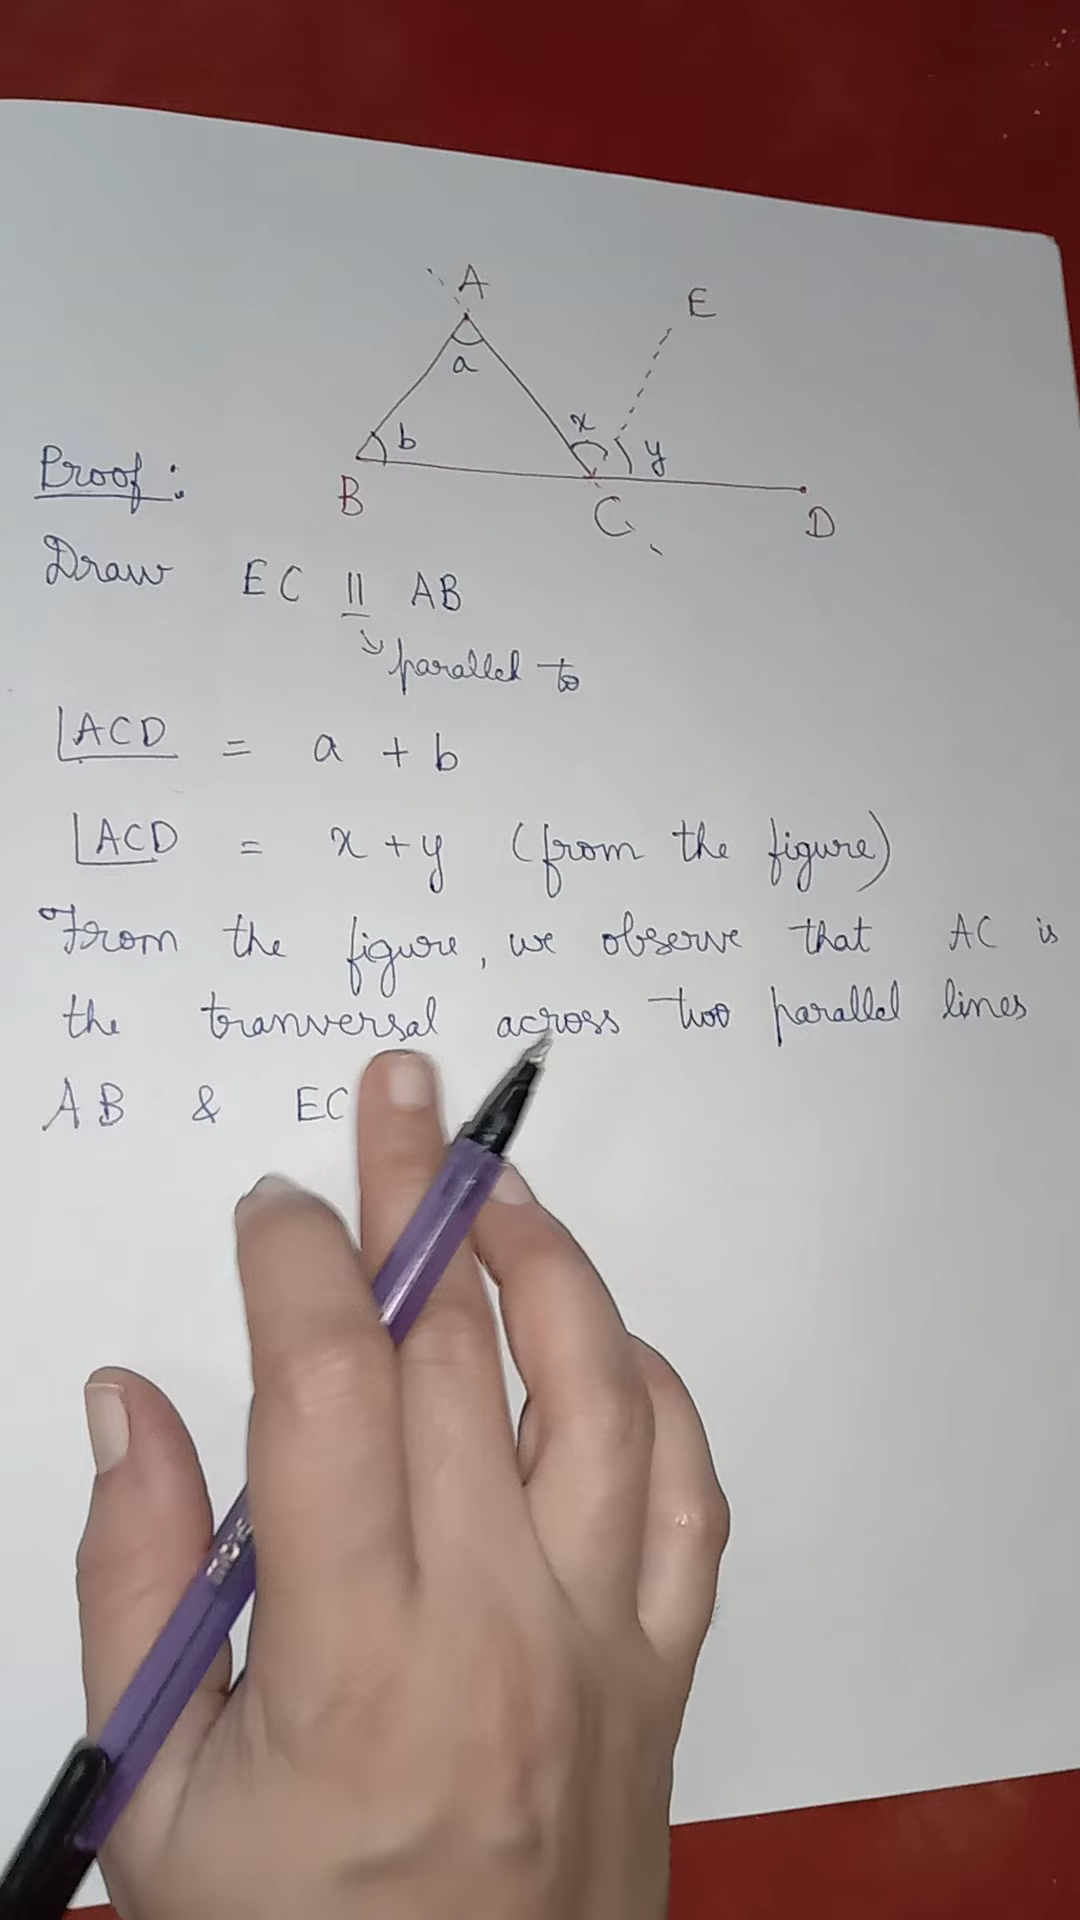 A
E
a
x
b
y
B
C
D
Proof:
Draw EC || AB
parallel to
∠ACD = a + b
∠ACD = x + y (from the figure)
From the figure, we observe that AC is
the tranversal across two parallel lines
AB & EC